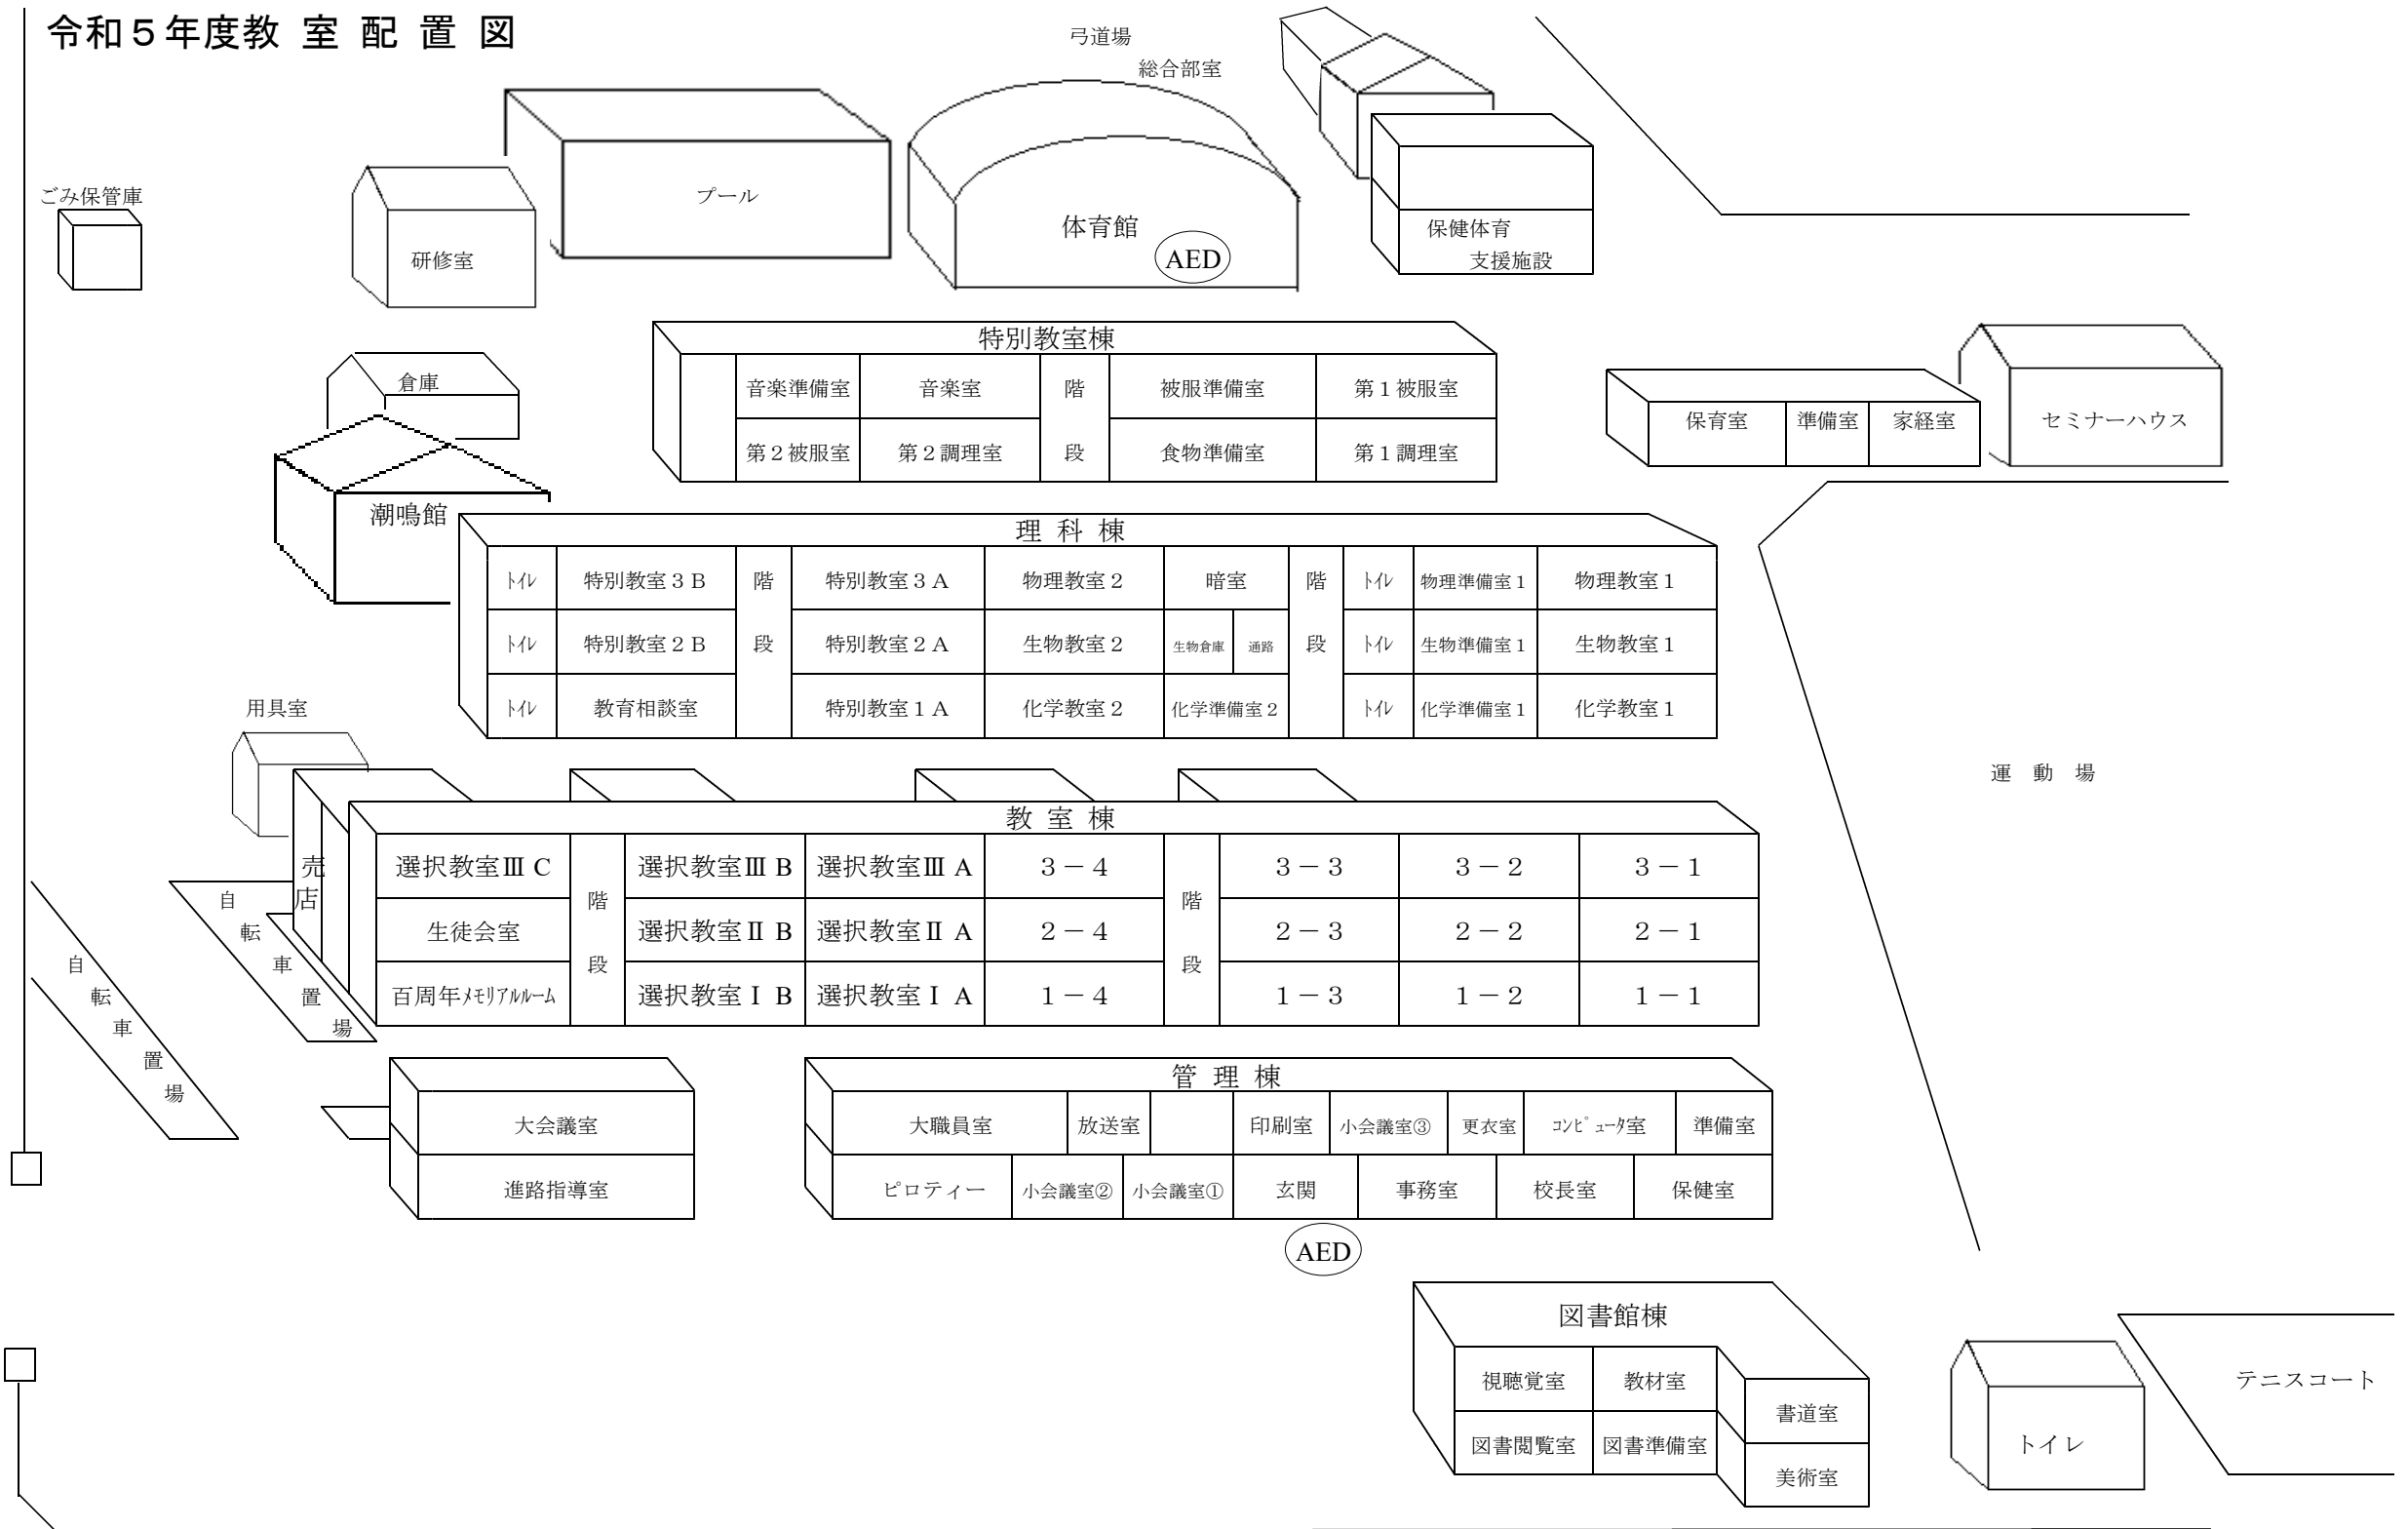 令和５年度教 室 配 置 図
弓道場
総合部室
ごみ保管庫
研修室
プール
体育館
AED
保健体育
支援施設
特別教室棟
音楽準備室 音楽室 階 被服準備室 第１被服室
第２被服室 第２調理室 段 食物準備室 第１調理室
保育室 準備室 家経室
セミナーハウス
倉庫
潮鳴館
理 科 棟
ﾄｲﾚ 特別教室３Ｂ 階 特別教室３Ａ 物理教室２ 暗室 階 ﾄｲﾚ 物理準備室１ 物理教室１
ﾄｲﾚ 特別教室２Ｂ 段 特別教室２Ａ 生物教室２ 生物倉庫 通路 段 ﾄｲﾚ 生物準備室１ 生物教室１
ﾄｲﾚ 教育相談室 特別教室１Ａ 化学教室２ 化学準備室２ ﾄｲﾚ 化学準備室１ 化学教室１
用具室
運 動 場
教 室 棟
売店
選択教室Ⅲ C 選択教室Ⅲ B 選択教室Ⅲ A ３－４ ３－３ ３－２ ３－１
階段
階段
生徒会室 選択教室Ⅱ B 選択教室Ⅱ A ２－４ ２－３ ２－２ ２－１
百周年ﾒﾓﾘｱﾙﾙｰﾑ 選択教室Ⅰ B 選択教室Ⅰ A １－４ １－３ １－２ １－１
自転車置場
自転車置場
大会議室
進路指導室
管 理 棟
大職員室 放送室 印刷室 小会議室③ 更衣室 ｺﾝﾋﾟｭｰﾀ室 準備室
ピロティー 小会議室② 小会議室① 玄関 事務室 校長室 保健室
AED
図書館棟
視聴覚室 教材室
書道室
図書閲覧室 図書準備室
美術室
トイレ
テニスコート